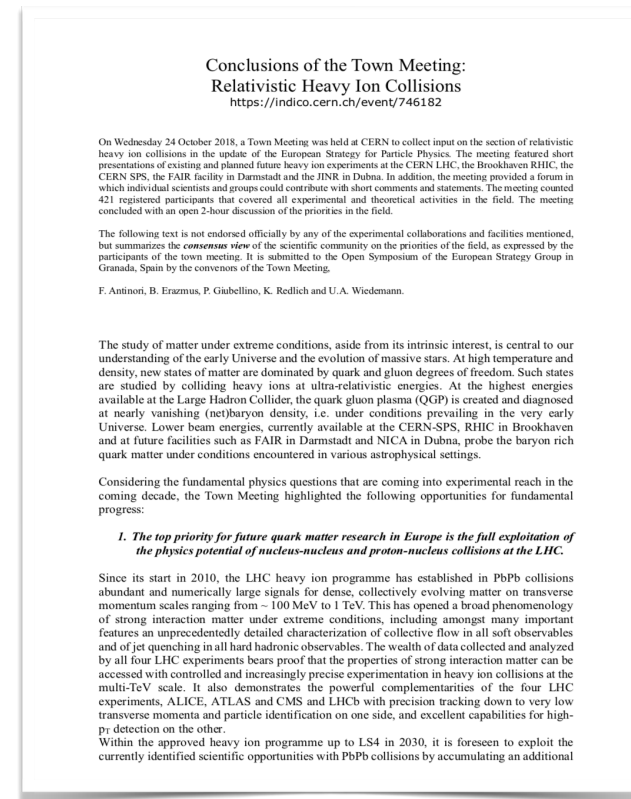 Conclusions of the Town Meeting:
Relativistic Heavy Ion Collisions
https://indico.cern.ch/event/746182
On Wednesday 24 October 2018, a Town Meeting was held at CERN to collect input on the section of relativistic
heavy ion collisions in the update of the European Strategy for Particle Physics. The meeting featured short
presentations of existing and planned future heavy ion experiments at the CERN LHC, the Brookhaven RHIC, the
CERN SPS, the FAIR facility in Darmstadt and the JINR in Dubna. In addition, the meeting provided a forum in
which individual scientists and groups could contribute with short comments and statements. The meeting counted
421 registered participants that covered all experimental and theoretical activities in the field. The meeting
concluded with an open 2-hour discussion of the priorities in the field.
The following text is not endorsed officially by any of the experimental collaborations and facilities mentioned,
but summarizes the consensus view of the scientific community on the priorities of the field, as expressed by the
participants of the town meeting. It is submitted to the Open Symposium of the European Strategy Group in
Granada, Spain by the convenors of the Town Meeting,
F. Antinori, B. Erazmus, P. Giubellino, K. Redlich and U.A. Wiedemann.
The study of matter under extreme conditions, aside from its intrinsic interest, is central to our
understanding of the early Universe and the evolution of massive stars. At high temperature and
density, new states of matter are dominated by quark and gluon degrees of freedom. Such states
are studied by colliding heavy ions at ultra-relativistic energies. At the highest energies
available at the Large Hadron Collider, the quark gluon plasma (QGP) is created and diagnosed
at nearly vanishing (net)baryon density, i.e. under conditions prevailing in the very early
Universe. Lower beam energies, currently available at the CERN-SPS, RHIC in Brookhaven
and at future facilities such as FAIR in Darmstadt and NICA in Dubna, probe the baryon rich
quark matter under conditions encountered in various astrophysical settings.
Considering the fundamental physics questions that are coming into experimental reach in the
coming decade, the Town Meeting highlighted the following opportunities for fundamental
progress:
1. The top priority for future quark matter research in Europe is the full exploitation of
the physics potential of nucleus-nucleus and proton-nucleus collisions at the LHC.
Since its start in 2010, the LHC heavy ion programme has established in PbPb collisions
abundant and numerically large signals for dense, collectively evolving matter on transverse
momentum scales ranging from ~ 100 MeV to 1 TeV. This has opened a broad phenomenology
of strong interaction matter under extreme conditions, including amongst many important
features an unprecedentedly detailed characterization of collective flow in all soft observables
and of jet quenching in all hard hadronic observables. The wealth of data collected and analyzed
by all four LHC experiments bears proof that the properties of strong interaction matter can be
accessed with controlled and increasingly precise experimentation in heavy ion collisions at the
multi-TeV scale. It also demonstrates the powerful complementarities of the four LHC
experiments, ALICE, ATLAS and CMS and LHCb with precision tracking down to very low
transverse momenta and particle identification on one side, and excellent capabilities for high-
pT detection on the other.
Within the approved heavy ion programme up to LS4 in 2030, it is foreseen to exploit the
currently identified scientific opportunities with PbPb collisions by accumulating an additional